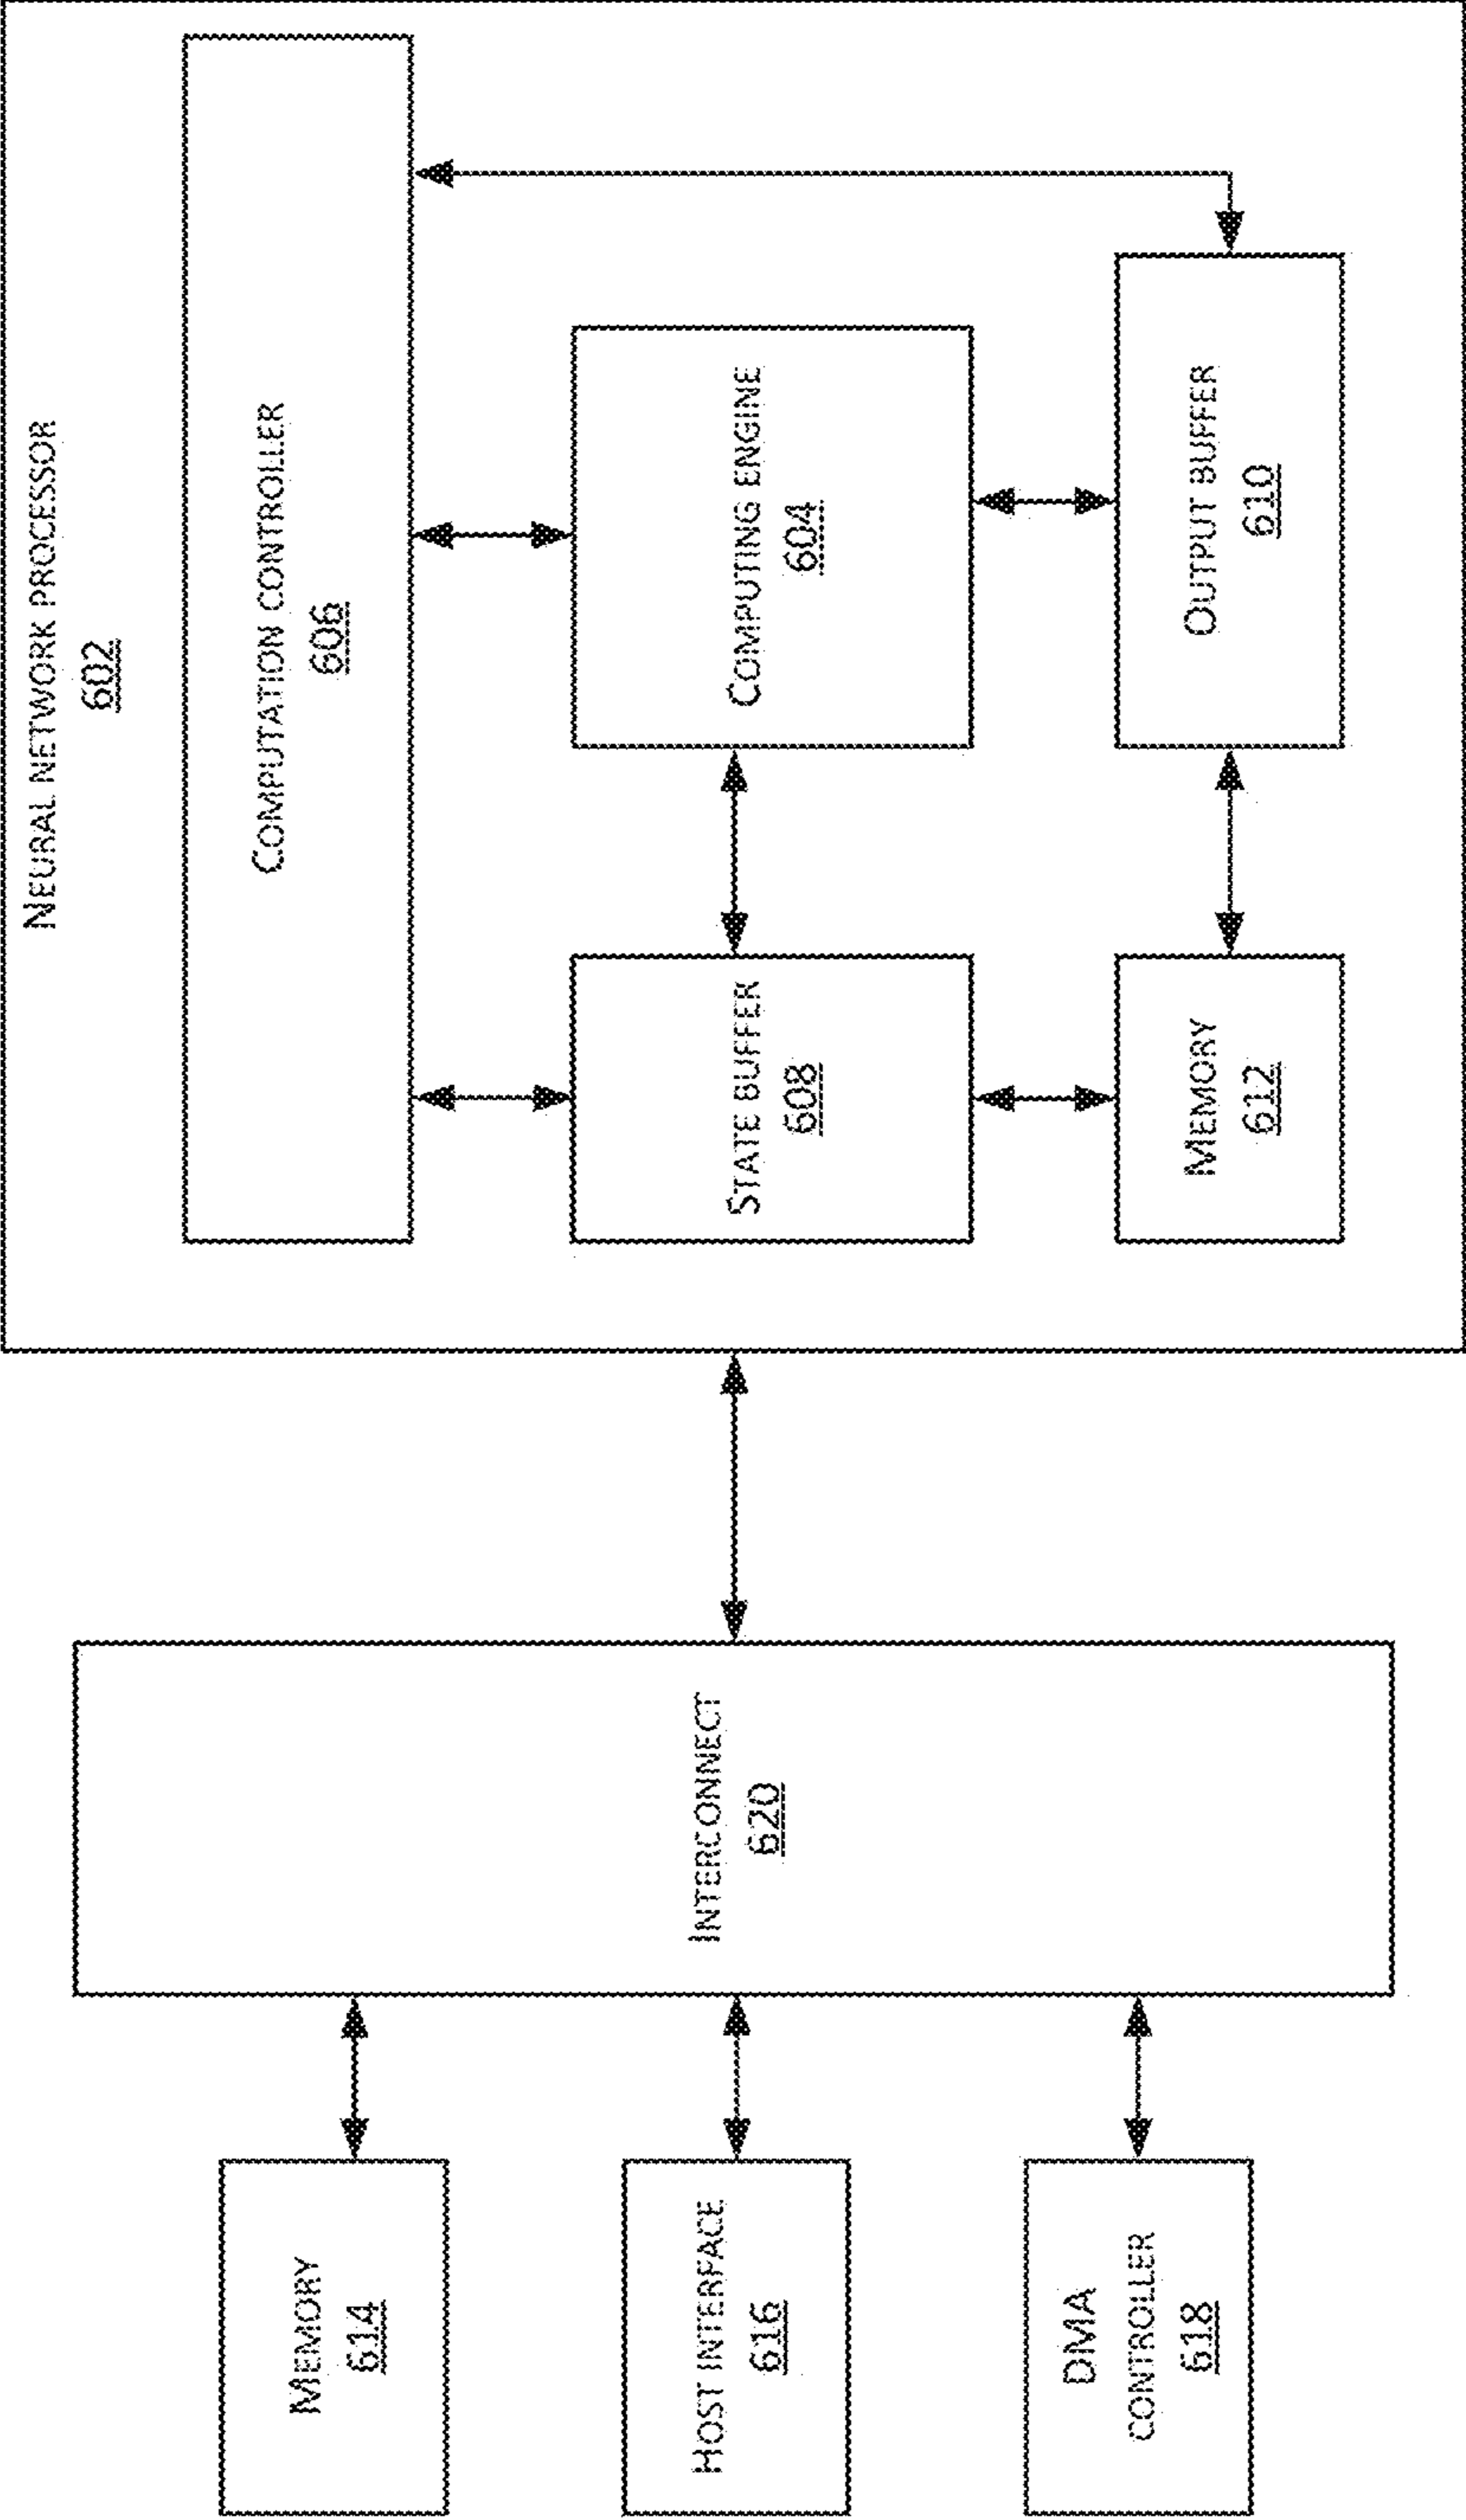 NEURAL NETWORK PROCESSOR
602
COMPUTATION CONTROLLER
606
STATE BUFFER
608
COMPUTING ENGINE
604
MEMORY
612
OUTPUT BUFFER
610
INTERCONNECT
620
MEMORY
614
HOST INTERFACE
616
DMA
CONTROLLER
618